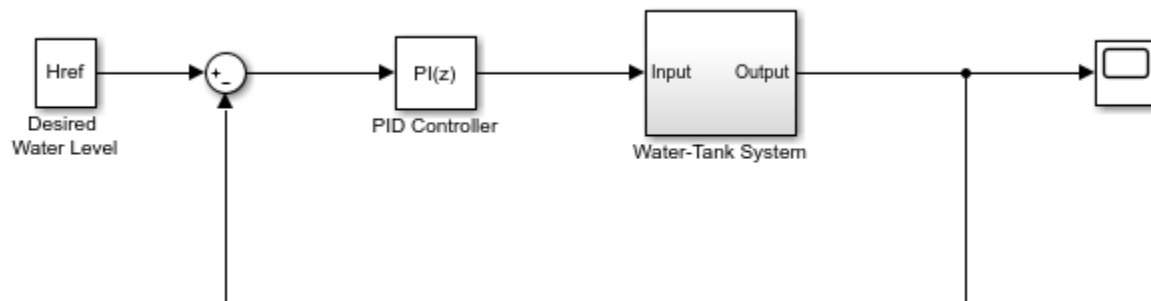 Href
+
−
PI(z)
Input
Output
Desired
Water Level
PID Controller
Water-Tank System